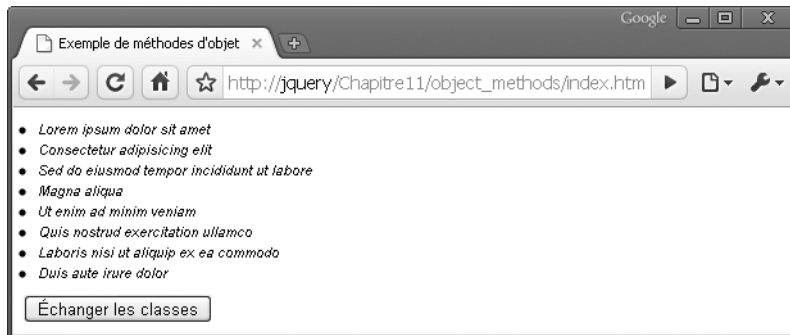 Google
Exemple de méthodes d'objet
http://jquery/Chapitre11/object_methods/index.htm
Lorem ipsum dolor sit amet
Consectetur adipisicing elit
Sed do eiusmod tempor incididunt ut labore
Magna aliqua
Ut enim ad minim veniam
Quis nostrud exercitation ullamco
Laboris nisi ut aliquip ex ea commodo
Duis aute irure dolor
Échanger les classes